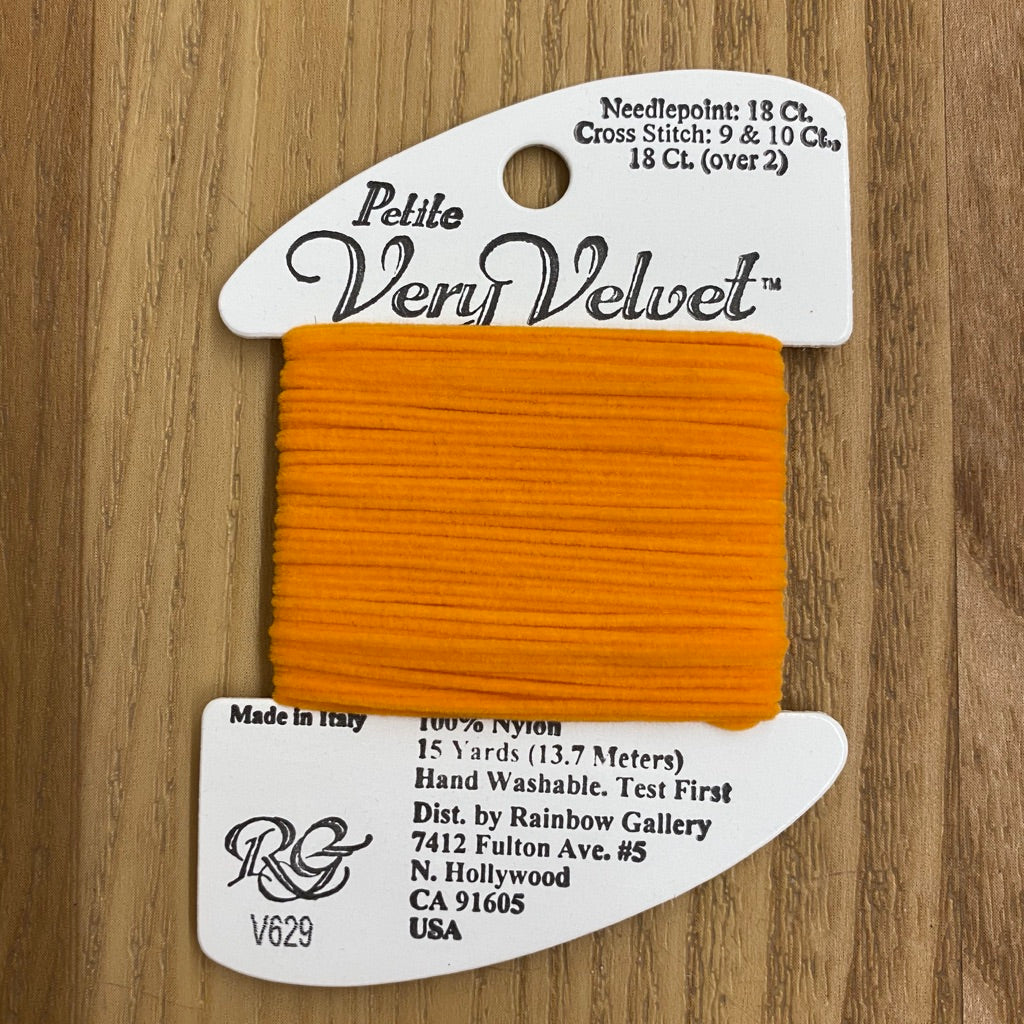 Needlepoint: 18 Ct.
Cross Stitch: 9 & 10 Ct.,
18 Ct. (over 2)
Petite
Very Velvet™
Made in Italy
100% Nylon
15 Yards (13.7 Meters)
Hand Washable. Test First
Dist. by Rainbow Gallery
7412 Fulton Ave. #5
N. Hollywood
CA 91605
USA
RG
V629